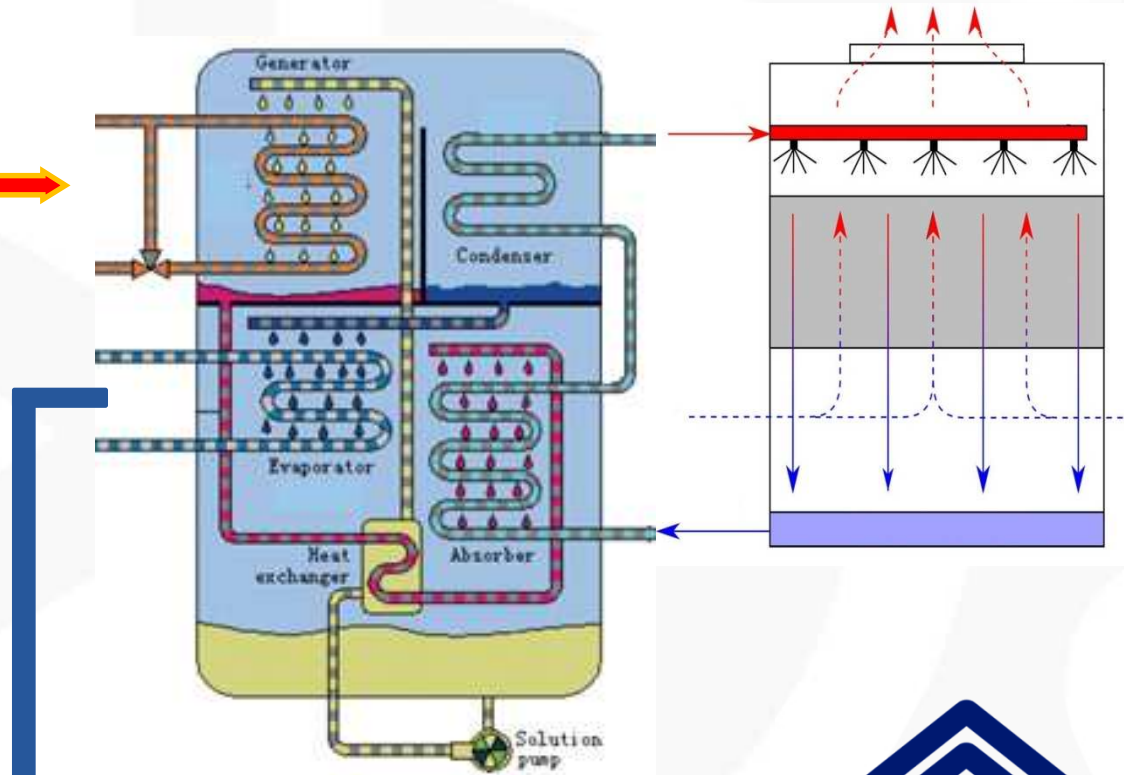 Generator
Condenser
Evaporator
Heat
exchanger
Absorber
Solution
pump